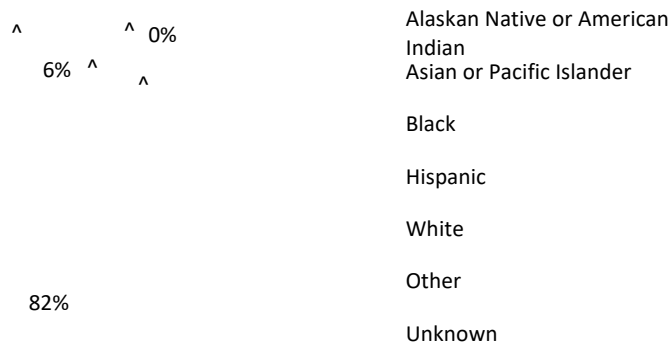 ^ ^ 0%
6% ^
^
82%
Alaskan Native or American
Indian
Asian or Pacific Islander
Black
Hispanic
White
Other
Unknown